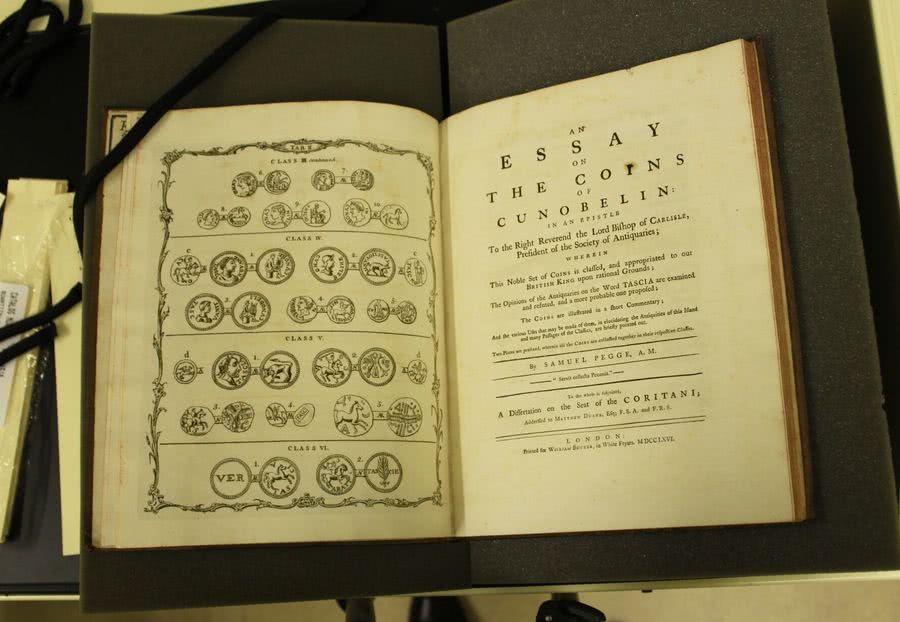 TAB. II.
CLASS III continued.
6. 7.
8. 9. 10.
CLASS IV.
c 1. 2. c
3. 4. 5.
CLASS V.
d 1. 2. d
3. 4. 5.
CLASS VI.
1. 2.
VER TAS
AN
ESSAY
ON
THE COINS
OF
CUNOBELIN:
IN AN EPISTLE
To the Right Reverend the Lord Bishop of CARLISLE,
President of the Society of Antiquaries;
WHEREIN
This Noble Set of COINS is classed, and appropriated to our
BRITISH KING upon rational Grounds;
The Opinions of the Antiquaries on the Word TASCIA are examined
and refuted, and a more probable one proposed;
The COINS are illustrated in a short Commentary;
And the various Uses that may be made of them, in elucidating the Antiquities of this Island
and many Passages of the Classics, are briefly pointed out.
Two Plates are prefixed, wherein all the COINS are collected together in their respective Classes.
By SAMUEL PEGGE, A.M.
"Servit collecta Pecunia."
To the whole is subjoined,
A Dissertation on the Seat of the CORITANI;
Addressed to MATTHEW DUANE, Esq; F.S.A. and F.R.S.
LONDON:
Printed for WILLIAM BOWYER, in White Fryars. MDCCLXVI.